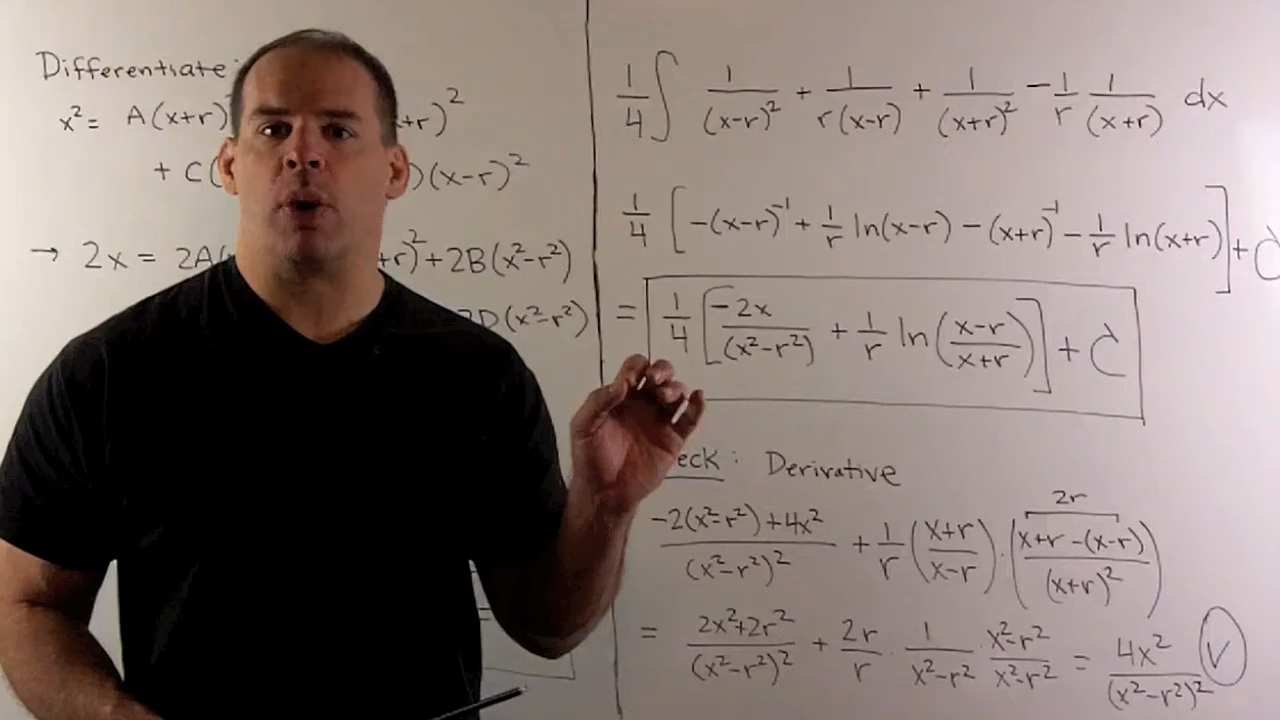 Differentiate:
x² = A(x+r) +r)²
+ C( )(x-r)²
→ 2x = 2A( +r)² + 2B(x²-r²)
2D(x²-r²)
1/4 ∫ 1/(x-r)² + 1/r(x-r) + 1/(x+r)² - 1/r 1/(x+r) dx
1/4 [-(x-r)⁻¹ + 1/r ln(x-r) - (x+r)⁻¹ - 1/r ln(x+r)] + C
= 1/4 [-2x/(x²-r²) + 1/r ln((x-r)/(x+r))] + C
eck: Derivative
2r
(-2(x²-r²)+4x²)/(x²-r²)² + 1/r ((x+r)/(x-r)) · ((x+r-(x-r))/(x+r)²)
= (2x²+2r²)/(x²-r²)² + 2r/r · 1/(x²-r²) · (x²-r²)/(x²-r²) = 4x²/(x²-r²)² ✓